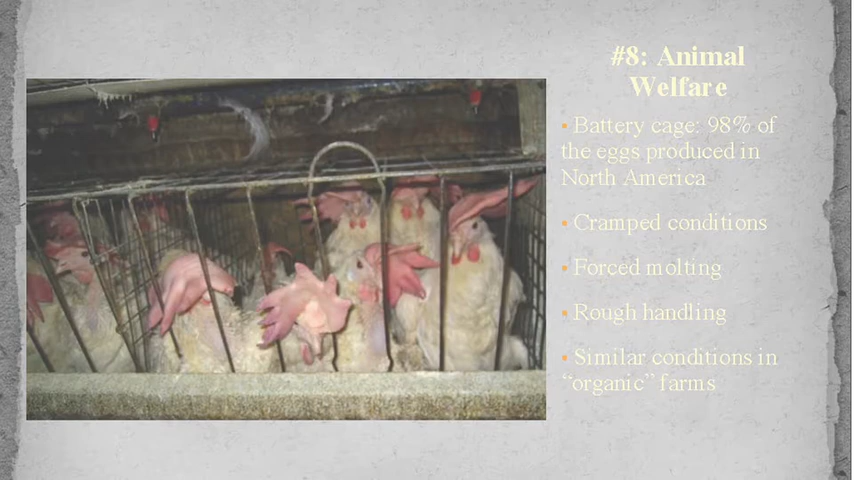 #8: Animal
Welfare
▪ Battery cage: 98% of
the eggs produced in
North America
▪ Cramped conditions
▪ Forced molting
▪ Rough handling
▪ Similar conditions in
“organic” farms